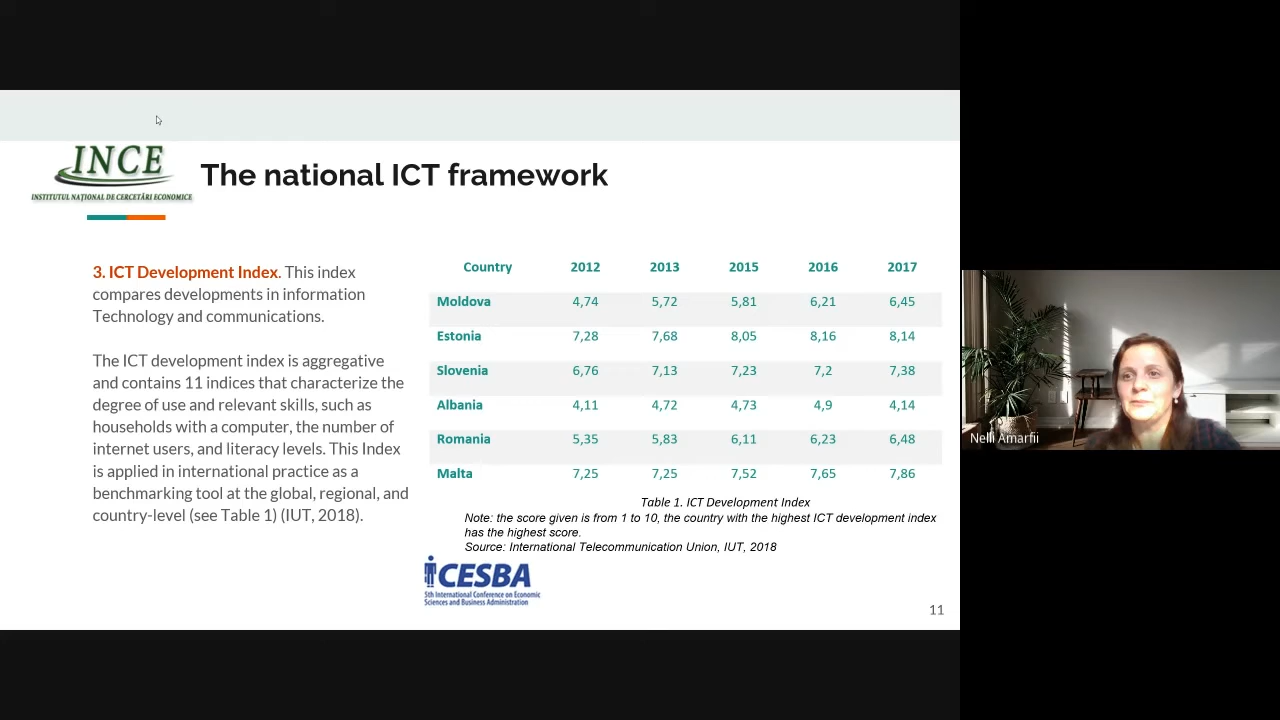 INCE
INSTITUTUL NAȚIONAL DE CERCETĂRI ECONOMICE
The national ICT framework
3. ICT Development Index. This index
compares developments in information
Technology and communications.
The ICT development index is aggregative
and contains 11 indices that characterize the
degree of use and relevant skills, such as
households with a computer, the number of
internet users, and literacy levels. This Index
is applied in international practice as a
benchmarking tool at the global, regional, and
country-level (see Table 1) (IUT, 2018).
Country 2012 2013 2015 2016 2017
Moldova 4,74 5,72 5,81 6,21 6,45
Estonia 7,28 7,68 8,05 8,16 8,14
Slovenia 6,76 7,13 7,23 7,2 7,38
Albania 4,11 4,72 4,73 4,9 4,14
Romania 5,35 5,83 6,11 6,23 6,48
Malta 7,25 7,25 7,52 7,65 7,86
Table 1. ICT Development Index
Note: the score given is from 1 to 10, the country with the highest ICT development index
has the highest score.
Source: International Telecommunication Union, IUT, 2018
iCESBA
5th International Conference on Economic
Sciences and Business Administration
11
Nelli Amarfii